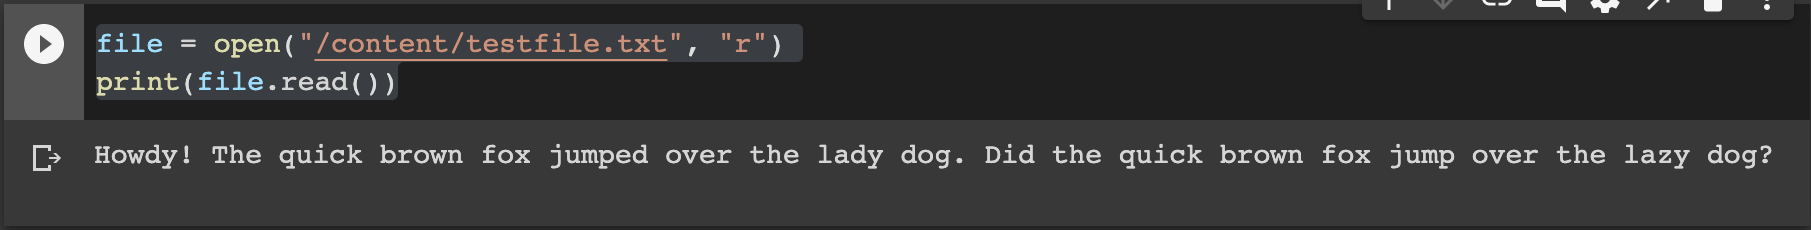 file = open("/content/testfile.txt", "r")
print(file.read())
Howdy! The quick brown fox jumped over the lady dog. Did the quick brown fox jump over the lazy dog?